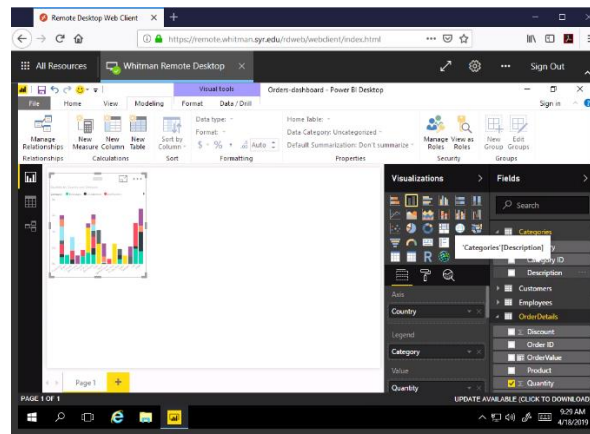 Remote Desktop Web Client
https://remote.whitman.syr.edu/rdweb/webclient/index.html
All Resources
Whitman Remote Desktop
Sign Out
Visual tools
Orders-dashboard - Power BI Desktop
File Home View Modeling Format Data / Drill
Sign in
Data type:
Home Table:
Format:
Data Category: Uncategorized
$ % Auto
Default Summarization: Don't summarize
Manage Relationships
New Measure
New Column
New Table
Sort by Column
Manage Roles
View as Roles
New Group
Edit Groups
Relationships Calculations Sort Formatting Properties Security Groups
Visualizations
Fields
Search
Categories
'Categories'[Description]
Category ID
Description
Customers
Employees
OrderDetails
Discount
Order ID
OrderValue
Product
Quantity
Axis
Country
Legend
Category
Value
Quantity
Page 1
PAGE 1 OF 1
UPDATE AVAILABLE (CLICK TO DOWNLOAD
9:29 AM
4/18/2019